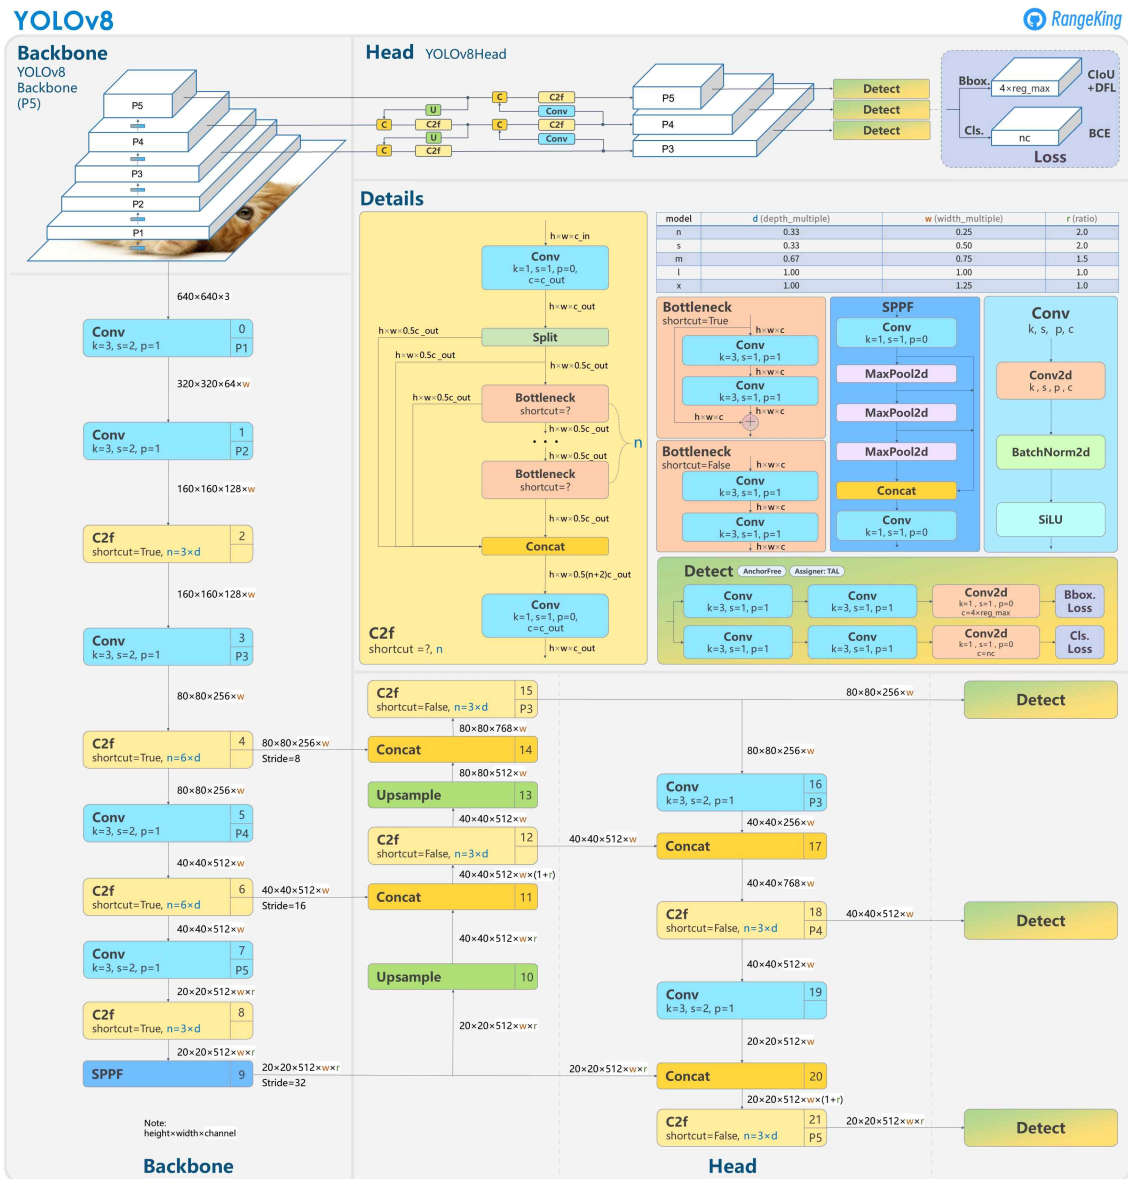 YOLOv8
RangeKing
Backbone
YOLOv8
Backbone
(P5)
P5
P4
P3
P2
P1
Head YOLOv8Head
C
C2f
U
Conv
C
C2f
C
C2f
U
Conv
C
C2f
P5
P4
P3
Detect
Detect
Detect
Bbox.
4×reg_max
CIoU
+DFL
Cls.
nc
BCE
Loss
640×640×3
Conv
k=3, s=2, p=1
0
P1
320×320×64×w
Conv
k=3, s=2, p=1
1
P2
160×160×128×w
C2f
shortcut=True, n=3×d
2
160×160×128×w
Conv
k=3, s=2, p=1
3
P3
80×80×256×w
C2f
shortcut=True, n=6×d
4
80×80×256×w
Stride=8
80×80×256×w
Conv
k=3, s=2, p=1
5
P4
40×40×512×w
C2f
shortcut=True, n=6×d
6
40×40×512×w
Stride=16
40×40×512×w
Conv
k=3, s=2, p=1
7
P5
20×20×512×w×r
C2f
shortcut=True, n=3×d
8
20×20×512×w×r
SPPF
9
20×20×512×w×r
Stride=32
Note:
height×width×channel
Backbone
Details
h×w×c_in
Conv
k=1, s=1, p=0,
c=c_out
h×w×c_out
h×w×0.5c_out
Split
h×w×0.5c_out
h×w×0.5c_out
h×w×0.5c_out
Bottleneck
shortcut=?
h×w×0.5c_out
...
n
h×w×0.5c_out
Bottleneck
shortcut=?
h×w×0.5c_out
Concat
h×w×0.5(n+2)c_out
Conv
k=1, s=1, p=0,
c=c_out
h×w×c_out
C2f
shortcut =?, n
model d (depth_multiple) w (width_multiple) r (ratio)
n 0.33 0.25 2.0
s 0.33 0.50 2.0
m 0.67 0.75 1.5
l 1.00 1.00 1.0
x 1.00 1.25 1.0
Bottleneck
shortcut=True
h×w×c
Conv
k=3, s=1, p=1
h×w×c
Conv
k=3, s=1, p=1
h×w×c
h×w×c
+
Bottleneck
shortcut=False
h×w×c
Conv
k=3, s=1, p=1
h×w×c
Conv
k=3, s=1, p=1
h×w×c
SPPF
Conv
k=1, s=1, p=0
MaxPool2d
MaxPool2d
MaxPool2d
Concat
Conv
k=1, s=1, p=0
Conv
k, s, p, c
Conv2d
k, s, p, c
BatchNorm2d
SiLU
Detect AnchorFree Assigner: TAL
Conv
k=3, s=1, p=1
Conv
k=3, s=1, p=1
Conv2d
k=1, s=1, p=0
c=4×reg_max
Bbox.
Loss
Conv
k=3, s=1, p=1
Conv
k=3, s=1, p=1
Conv2d
k=1, s=1, p=0
c=nc
Cls.
Loss
C2f
shortcut=False, n=3×d
15
P3
80×80×256×w
Detect
80×80×768×w
Concat
14
80×80×512×w
Upsample
13
40×40×512×w
C2f
shortcut=False, n=3×d
12
40×40×512×w
40×40×512×w×(1+r)
Concat
11
40×40×512×w×r
Upsample
10
20×20×512×w×r
80×80×256×w
Conv
k=3, s=2, p=1
16
P3
40×40×256×w
Concat
17
40×40×768×w
C2f
shortcut=False, n=3×d
18
P4
40×40×512×w
Detect
40×40×512×w
Conv
k=3, s=2, p=1
19
20×20×512×w
20×20×512×w×r
Concat
20
20×20×512×w×(1+r)
C2f
shortcut=False, n=3×d
21
P5
20×20×512×w×r
Detect
Head